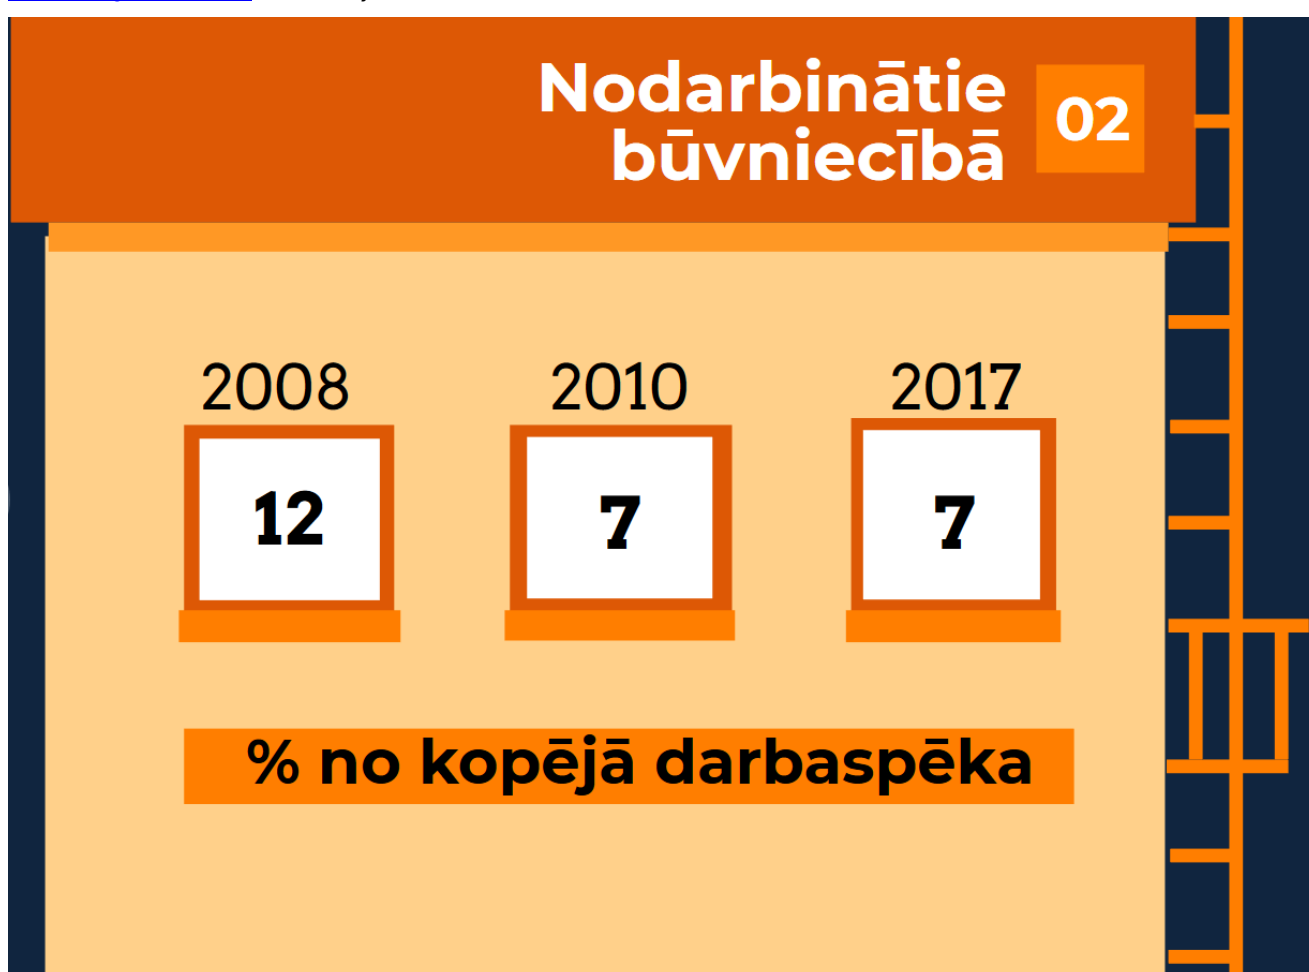 Nodarbinātie
būvniecībā
02
2008 2010 2017
12 7 7
% no kopējā darbaspēka